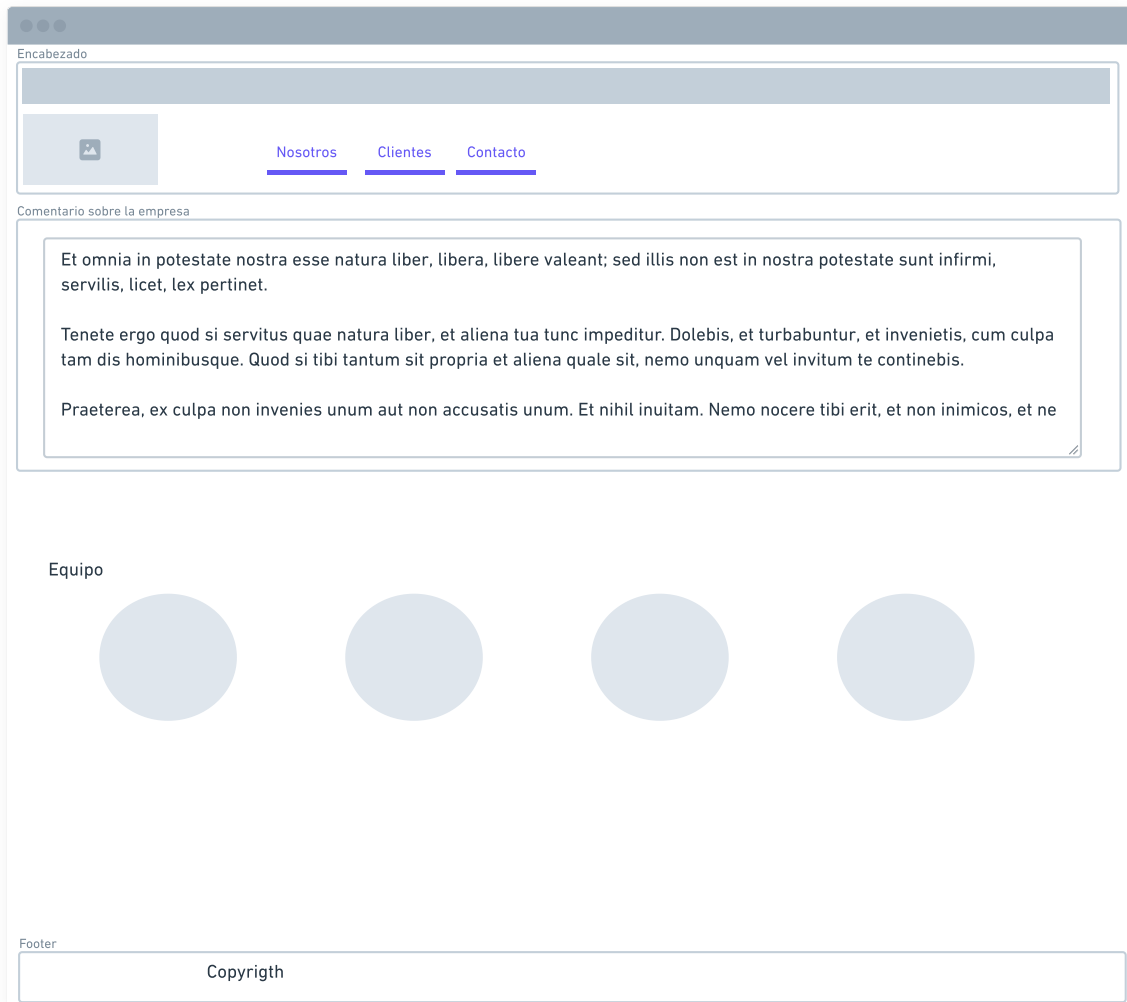 Encabezado
Nosotros Clientes Contacto
Comentario sobre la empresa
Et omnia in potestate nostra esse natura liber, libera, libere valeant; sed illis non est in nostra potestate sunt infirmi,
servilis, licet, lex pertinet.
Tenete ergo quod si servitus quae natura liber, et aliena tua tunc impeditur. Dolebis, et turbabuntur, et invenietis, cum culpa
tam dis hominibusque. Quod si tibi tantum sit propria et aliena quale sit, nemo unquam vel invitum te continebis.
Praeterea, ex culpa non invenies unum aut non accusatis unum. Et nihil inuitam. Nemo nocere tibi erit, et non inimicos, et ne
Equipo
Footer
Copyrigth